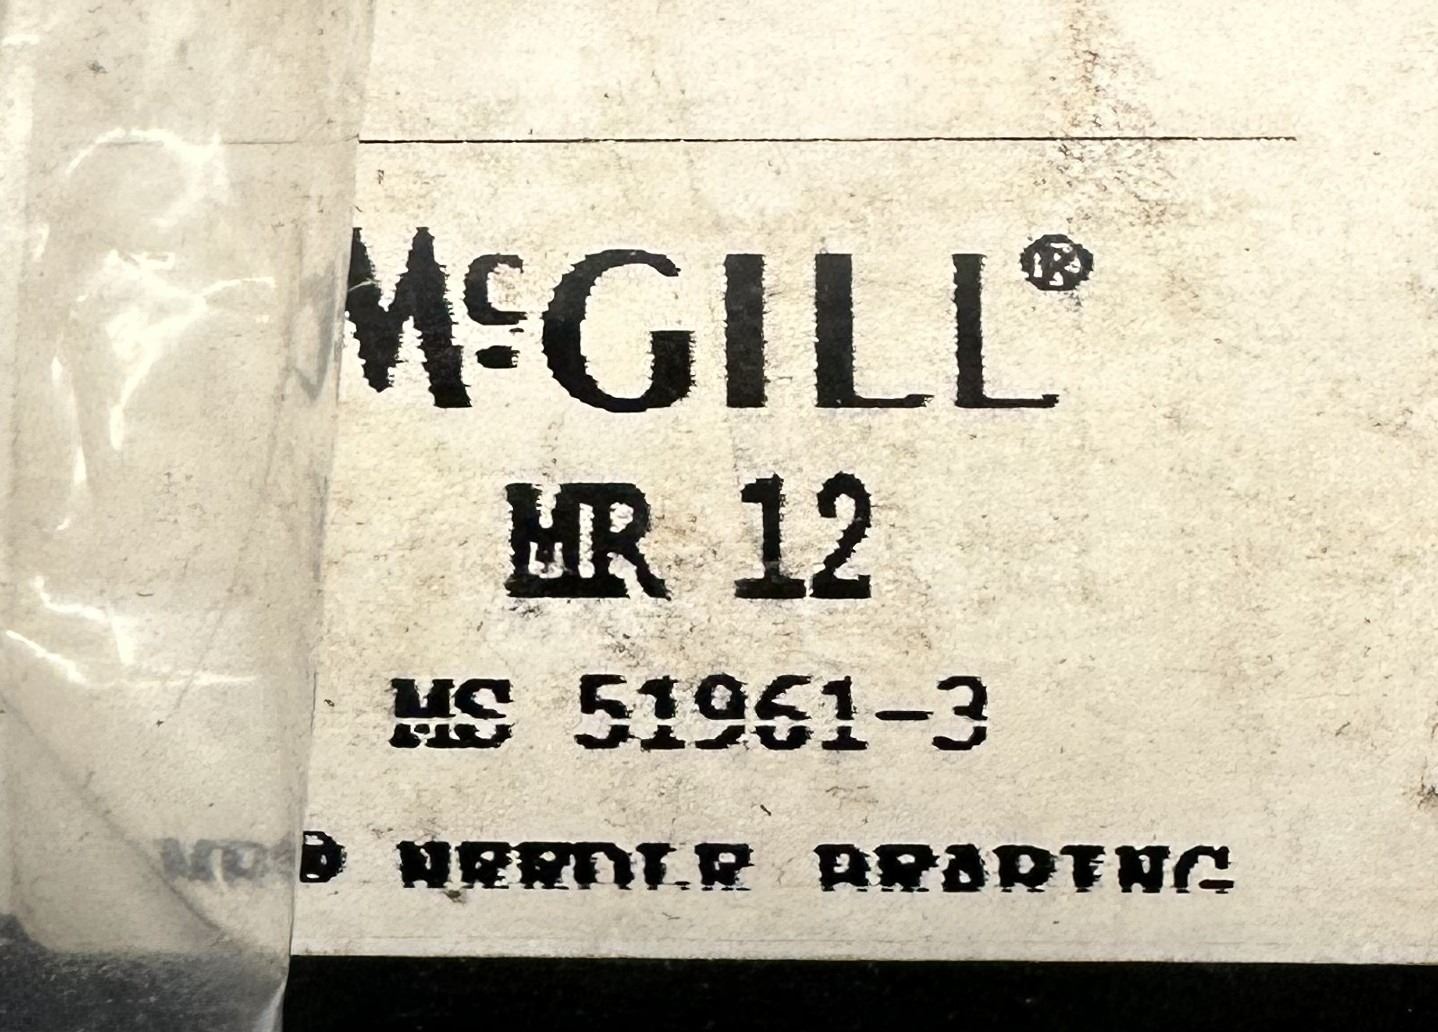 McGILL®
MR 12
MS 51961-3
NEEDLE BEARING